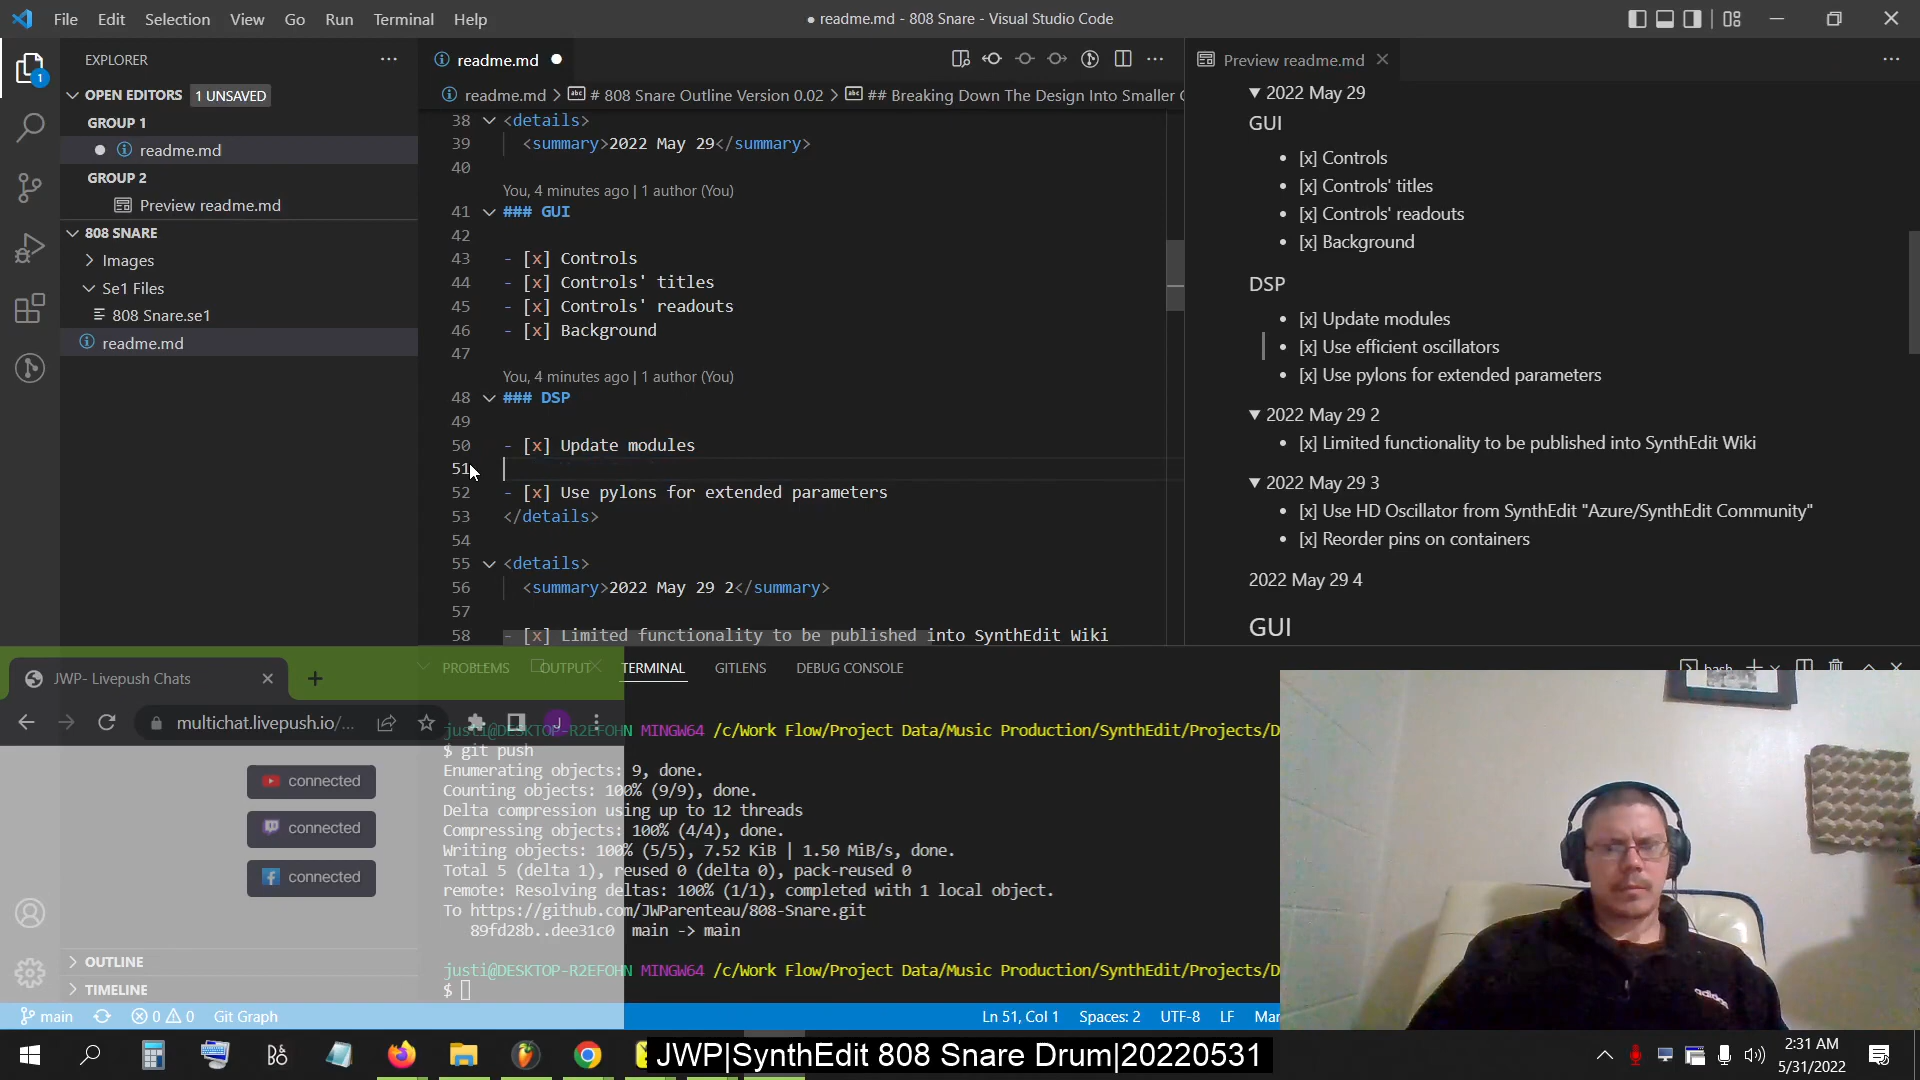 File Edit Selection View Go Run Terminal Help
● readme.md - 808 Snare - Visual Studio Code
EXPLORER
1
OPEN EDITORS
1 UNSAVED
GROUP 1
readme.md
GROUP 2
Preview readme.md
808 SNARE
Images
Se1 Files
808 Snare.se1
readme.md
OUTLINE
TIMELINE
readme.md
readme.md > # 808 Snare Outline Version 0.02 > ## Breaking Down The Design Into Smaller
38 <details>
39 <summary>2022 May 29</summary>
40
You, 4 minutes ago | 1 author (You)
41 ### GUI
42
43 - [x] Controls
44 - [x] Controls' titles
45 - [x] Controls' readouts
46 - [x] Background
47
You, 4 minutes ago | 1 author (You)
48 ### DSP
49
50 - [x] Update modules
51
52 - [x] Use pylons for extended parameters
53 </details>
54
55 <details>
56 <summary>2022 May 29 2</summary>
57
58 - [x] Limited functionality to be published into SynthEdit Wiki
Preview readme.md
2022 May 29
GUI
• [x] Controls
• [x] Controls' titles
• [x] Controls' readouts
• [x] Background
DSP
• [x] Update modules
• [x] Use efficient oscillators
• [x] Use pylons for extended parameters
2022 May 29 2
• [x] Limited functionality to be published into SynthEdit Wiki
2022 May 29 3
• [x] Use HD Oscillator from SynthEdit "Azure/SynthEdit Community"
• [x] Reorder pins on containers
2022 May 29 4
GUI
PROBLEMS OUTPUT TERMINAL GITLENS DEBUG CONSOLE
bash
justi@DESKTOP-R2EFOHN MINGW64 /c/Work Flow/Project Data/Music Production/SynthEdit/Projects/D
$ git push
Enumerating objects: 9, done.
Counting objects: 100% (9/9), done.
Delta compression using up to 12 threads
Compressing objects: 100% (4/4), done.
Writing objects: 100% (5/5), 7.52 KiB | 1.50 MiB/s, done.
Total 5 (delta 1), reused 0 (delta 0), pack-reused 0
remote: Resolving deltas: 100% (1/1), completed with 1 local object.
To https://github.com/JWParenteau/808-Snare.git
89fd28b..dee31c0 main -> main
justi@DESKTOP-R2EFOHN MINGW64 /c/Work Flow/Project Data/Music Production/SynthEdit/Projects/D
$
JWP- Livepush Chats
multichat.livepush.io/...
J
connected
connected
connected
adidas
main
0 0
Git Graph
Ln 51, Col 1
Spaces: 2
UTF-8
LF
Mar
JWP|SynthEdit 808 Snare Drum|20220531
2:31 AM
5/31/2022